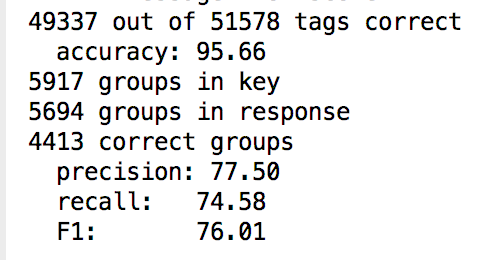 49337 out of 51578 tags correct
accuracy: 95.66
5917 groups in key
5694 groups in response
4413 correct groups
precision: 77.50
recall: 74.58
F1: 76.01